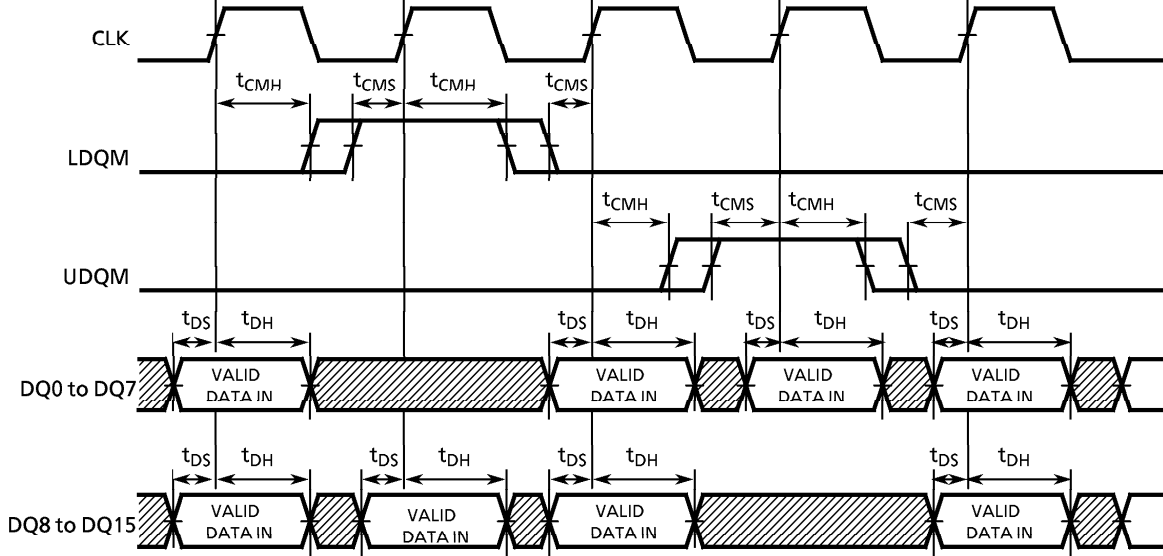 CLK
tCMH tCMS tCMH tCMS
LDQM
tCMH tCMS tCMH tCMS
UDQM
tDS tDH tDS tDH tDS tDH tDS tDH
DQ0 to DQ7 VALID VALID VALID VALID
DATA IN DATA IN DATA IN DATA IN
tDS tDH tDS tDH tDS tDH tDS tDH
DQ8 to DQ15 VALID VALID VALID VALID
DATA IN DATA IN DATA IN DATA IN